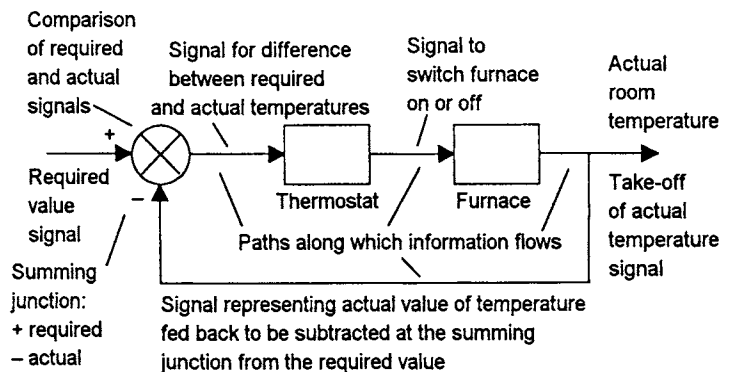 Comparison
of required
and actual
signals
Signal for difference
between required
and actual temperatures
Signal to
switch furnace
on or off
Actual
room
temperature
+
Required
value
signal
−
Thermostat
Furnace
Take-off
of actual
temperature
signal
Paths along which information flows
Summing
junction:
+ required
− actual
Signal representing actual value of temperature
fed back to be subtracted at the summing
junction from the required value